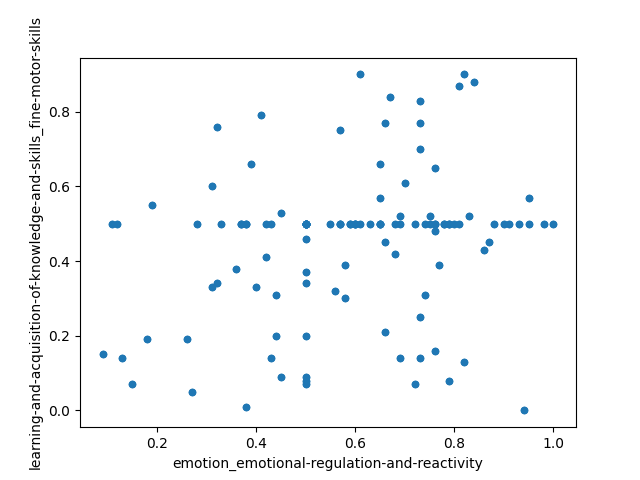 learning-and-acquisition-of-knowledge-and-skills_fine-motor-skills
0.8
0.6
0.4
0.2
0.0
0.2 0.4 0.6 0.8 1.0
emotion_emotional-regulation-and-reactivity